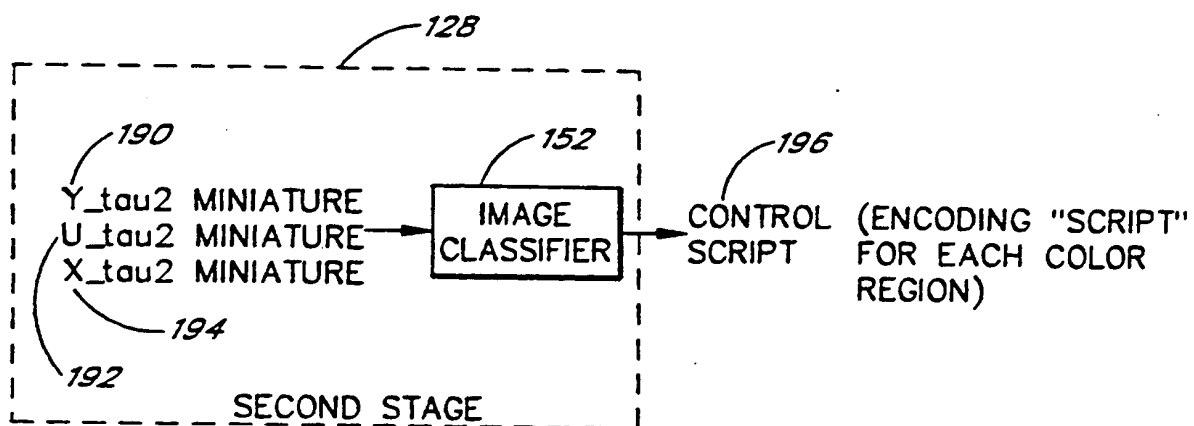 128
190
152
196
Y_tau2 MINIATURE
U_tau2 MINIATURE
X_tau2 MINIATURE
IMAGE
CLASSIFIER
CONTROL
SCRIPT
(ENCODING "SCRIPT"
FOR EACH COLOR
REGION)
194
192
SECOND STAGE